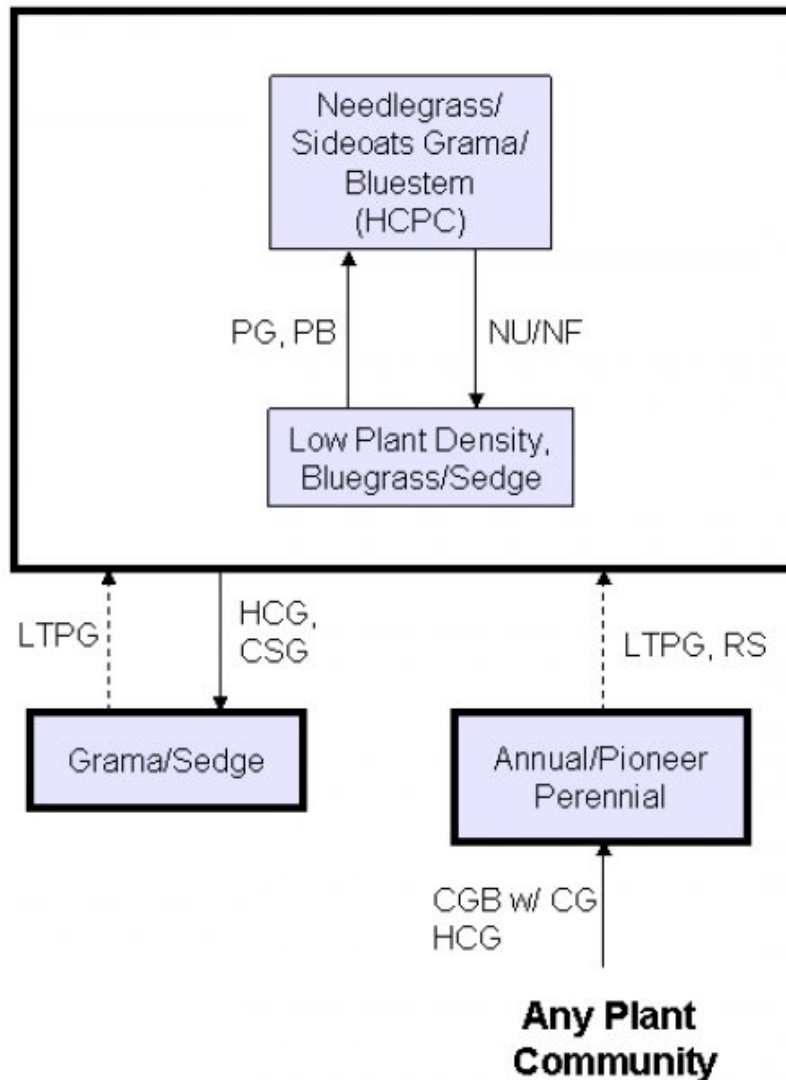 Needlegrass/
Sideoats Grama/
Bluestem
(HCPC)
PG, PB
NU/NF
Low Plant Density,
Bluegrass/Sedge
LTPG
HCG,
CSG
LTPG, RS
Grama/Sedge
Annual/Pioneer
Perennial
CGB w/ CG
HCG
Any Plant
Community